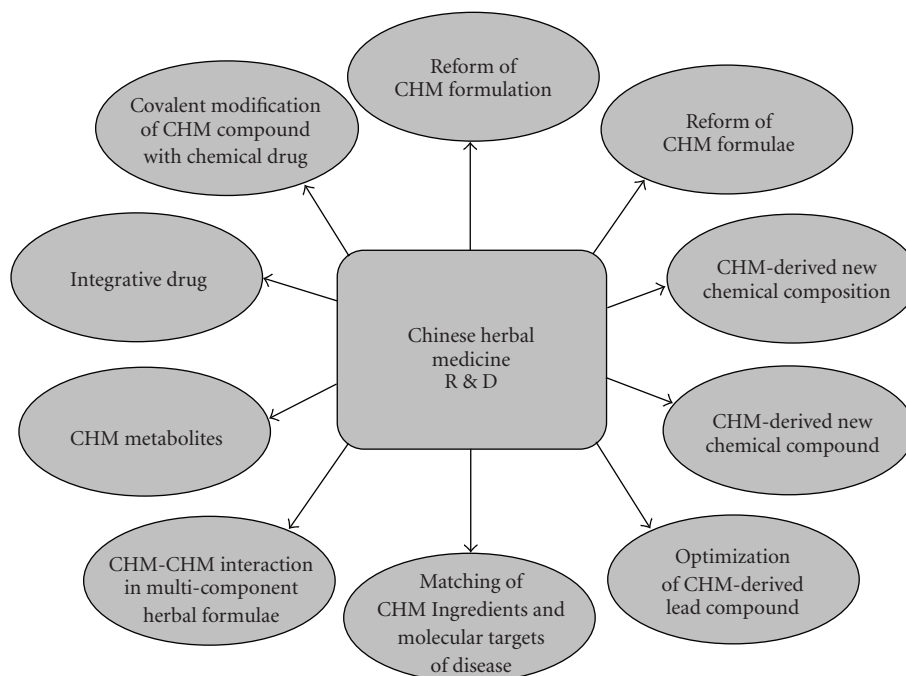 Reform of
CHM formulation
Covalent modification
of CHM compound
with chemical drug
Reform of
CHM formulae
Integrative drug
CHM-derived new
chemical composition
Chinese herbal
medicine
R & D
CHM metabolites
CHM-derived new
chemical compound
CHM-CHM interaction
in multi-component
herbal formulae
Matching of
CHM Ingredients and
molecular targets
of disease
Optimization
of CHM-derived
lead compound